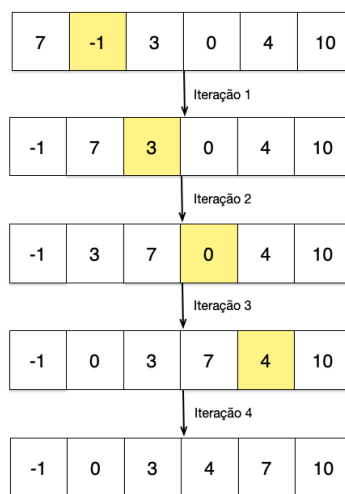 7 -1 3 0 4 10
Iteração 1
-1 7 3 0 4 10
Iteração 2
-1 3 7 0 4 10
Iteração 3
-1 0 3 7 4 10
Iteração 4
-1 0 3 4 7 10